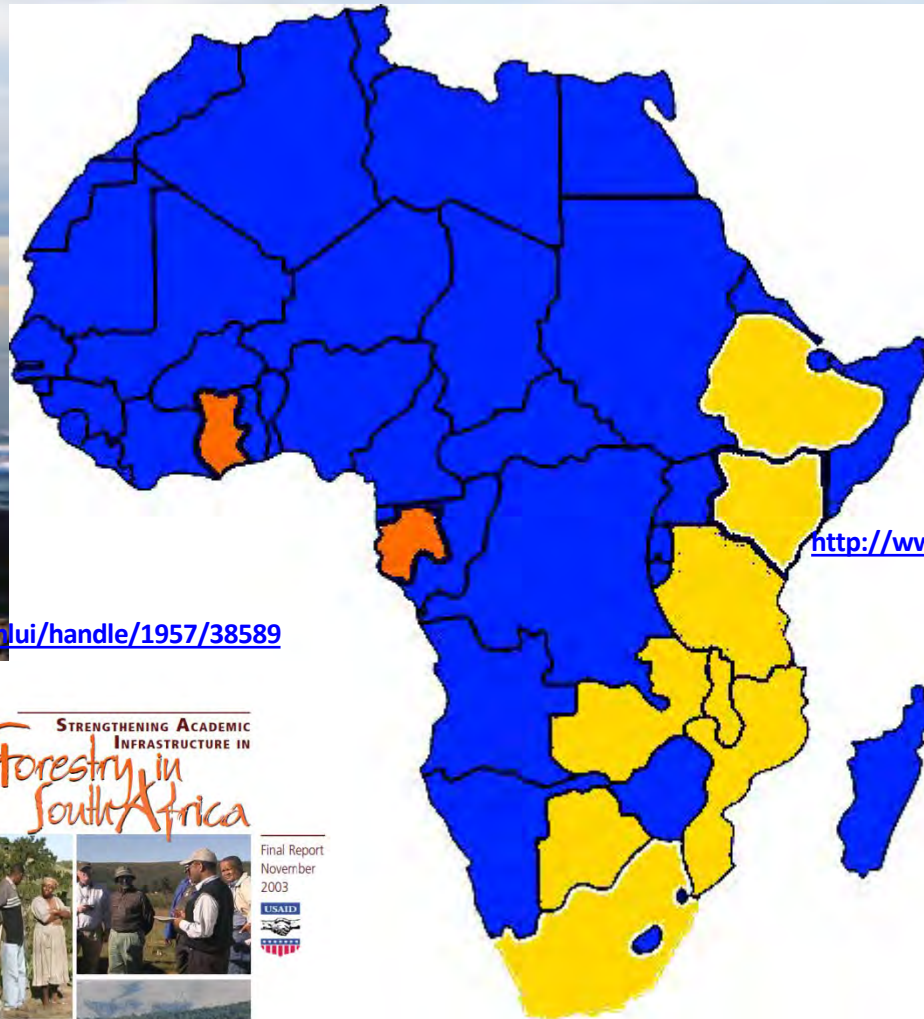 http://ww
lui/handle/1957/38589
STRENGTHENING ACADEMIC
INFRASTRUCTURE IN
Forestry in
South Africa
Final Report
November
2003
USAID